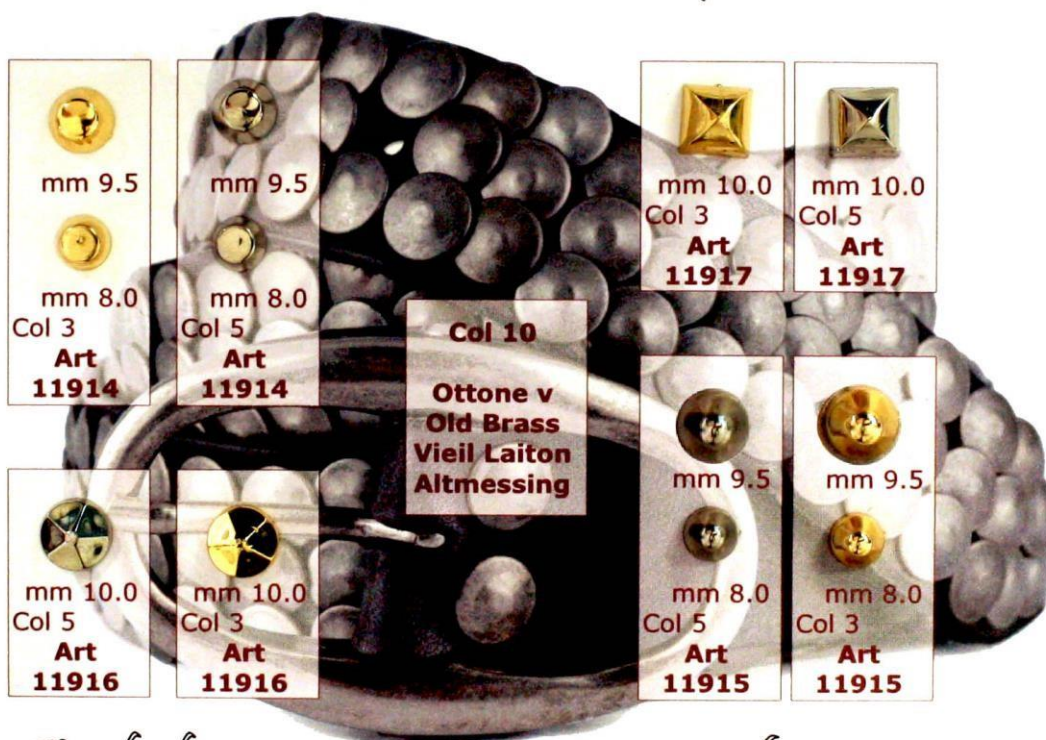 mm 9.5
mm 8.0
Col 3
Art
11914
mm 9.5
mm 8.0
Col 5
Art
11914
mm 10.0
Col 3
Art
11917
mm 10.0
Col 5
Art
11917
Col 10
Ottone v
Old Brass
Vieil Laiton
Altmessing
mm 10.0
Col 5
Art
11916
mm 10.0
Col 3
Art
11916
mm 9.5
mm 8.0
Col 5
Art
11915
mm 9.5
mm 8.0
Col 3
Art
11915